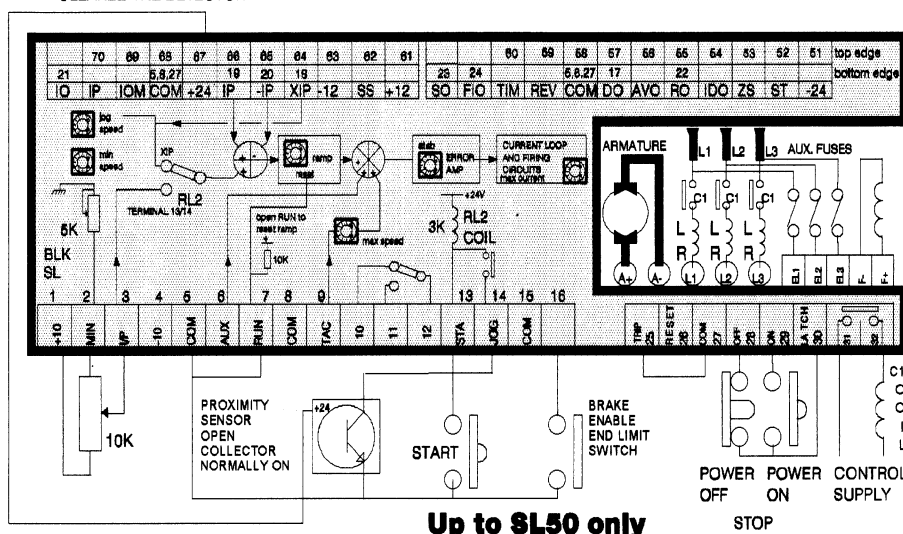 70 69 68 67 66 65 64 63 62 61 60 59 58 57 56 55 54 53 52 51 top edge
21 5,8,27 19 20 18 23 24 5,8,27 17 22 bottom edge
IO IP IOM COM +24 IP -IP XIP -12 SS +12 SO FIO TIM REV COM DO AVO RO IDO ZS ST -24
jog speed
min speed
XIP
RL2
TERMINAL 13/14
+ -
+ +
ramp
reset
stab
ERROR AMP
CURRENT LOOP
AND FIRING
CIRCUITS
max current
ARMATURE
L1 L2 L3 AUX. FUSES
C1 C1 C1
L L L
R R R
A+ A- L1 L2 L3 EL1 EL2 EL3 F- F+
5K
BLK
SL
open RUN to
reset ramp
+
10K
max speed
+24V
3K
RL2
COIL
1 2 3 4 5 6 7 8 9 13 14 15 16
+10 MIN I/P -10 COM AUX RUN COM TAC 10 11 12 STA JOG COM
TRIP 25 RESET 26 COM 27 OFF 28 ON 29 LATCH 30 31 32
10K
PROXIMITY
SENSOR
OPEN
COLLECTOR
NORMALLY ON
+24
START
BRAKE
ENABLE
END LIMIT
SWITCH
C1
L
POWER OFF
POWER ON
CONTROL
SUPPLY
STOP
Up to SL50 only